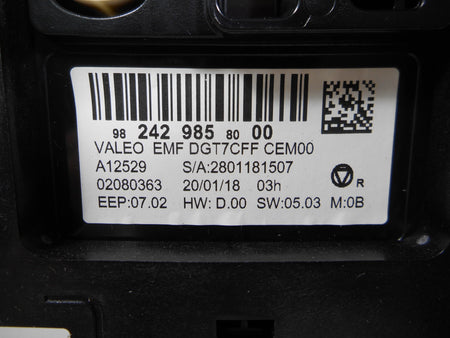 98 242 985 80 00
VALEO EMF DGT7CFF CEM00
A12529 S/A:2801181507
02080363 20/01/18 03h
R
EEP:07.02 HW: D.00 SW:05.03 M:0B